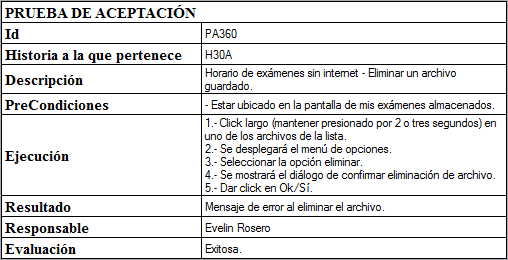 PRUEBA DE ACEPTACIÓN
Id PA360
Historia a la que pertenece H30A
Descripción Horario de exámenes sin internet - Eliminar un archivo
guardado.
PreCondiciones - Estar ubicado en la pantalla de mis exámenes almacenados.
Ejecución 1.- Click largo (mantener presionado por 2 o tres segundos) en
uno de los archivos de la lista.
2.- Se desplegará el menú de opciones.
3.- Seleccionar la opción eliminar.
4.- Se mostrará el diálogo de confirmar eliminación de archivo.
5.- Dar click en Ok/Sí.
Resultado Mensaje de error al eliminar el archivo.
Responsable Evelin Rosero
Evaluación Exitosa.